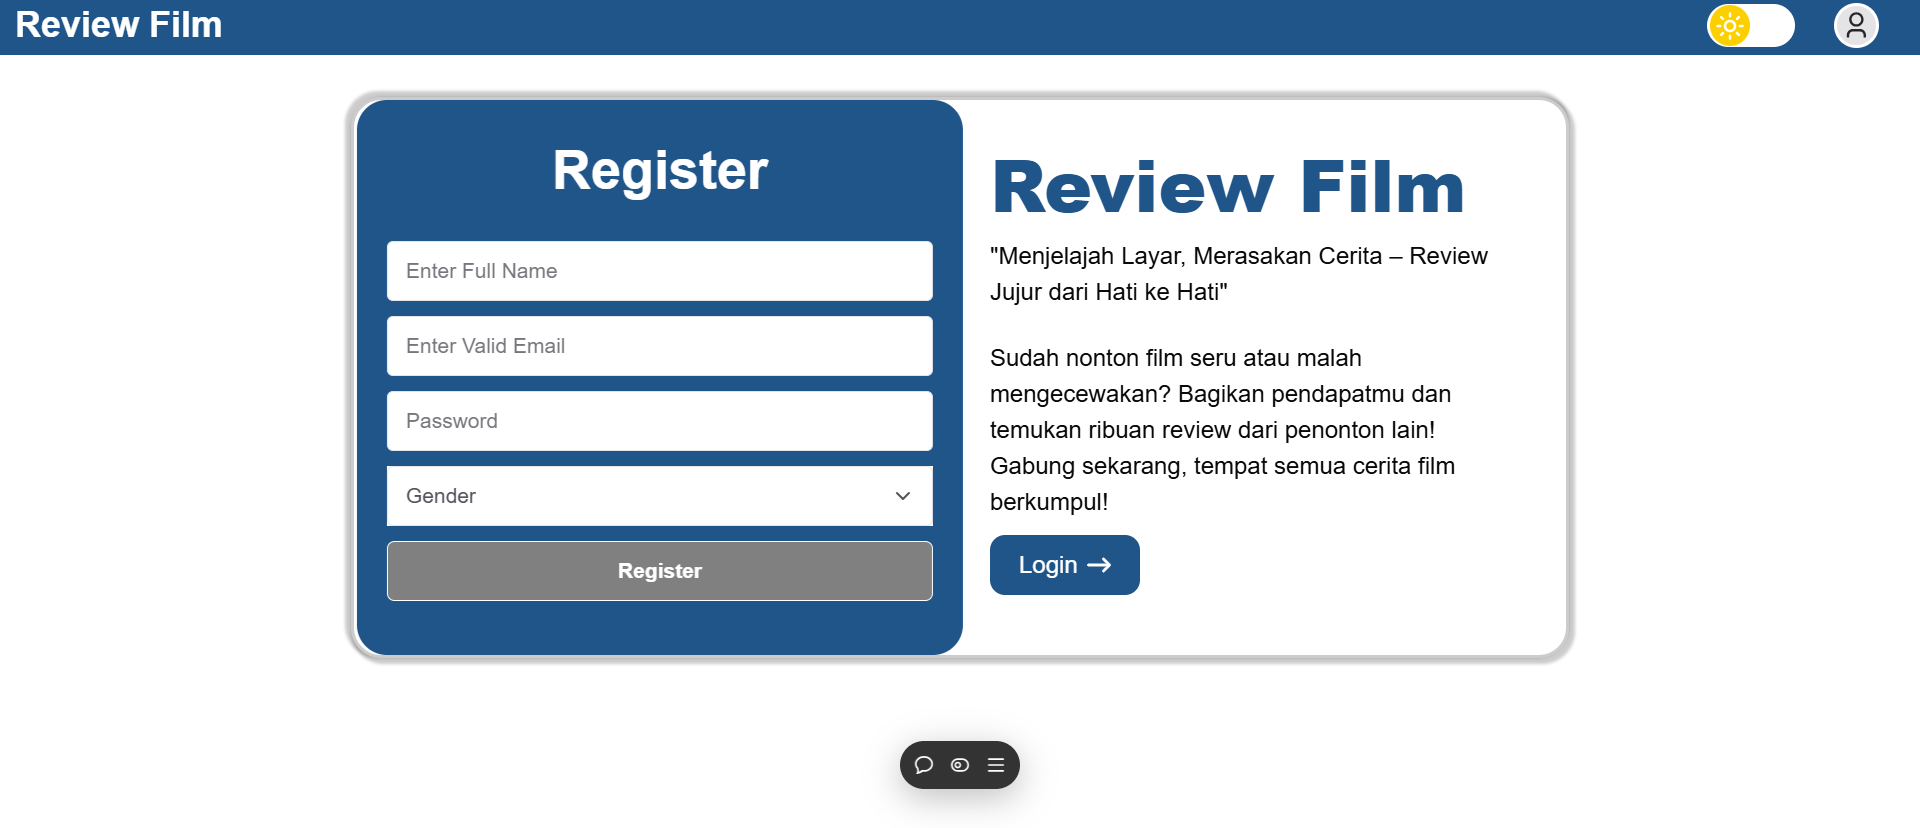 Review Film
Register
Enter Full Name
Enter Valid Email
Password
Gender
Register
Review Film
"Menjelajah Layar, Merasakan Cerita – Review
Jujur dari Hati ke Hati"
Sudah nonton film seru atau malah
mengecewakan? Bagikan pendapatmu dan
temukan ribuan review dari penonton lain!
Gabung sekarang, tempat semua cerita film
berkumpul!
Login →